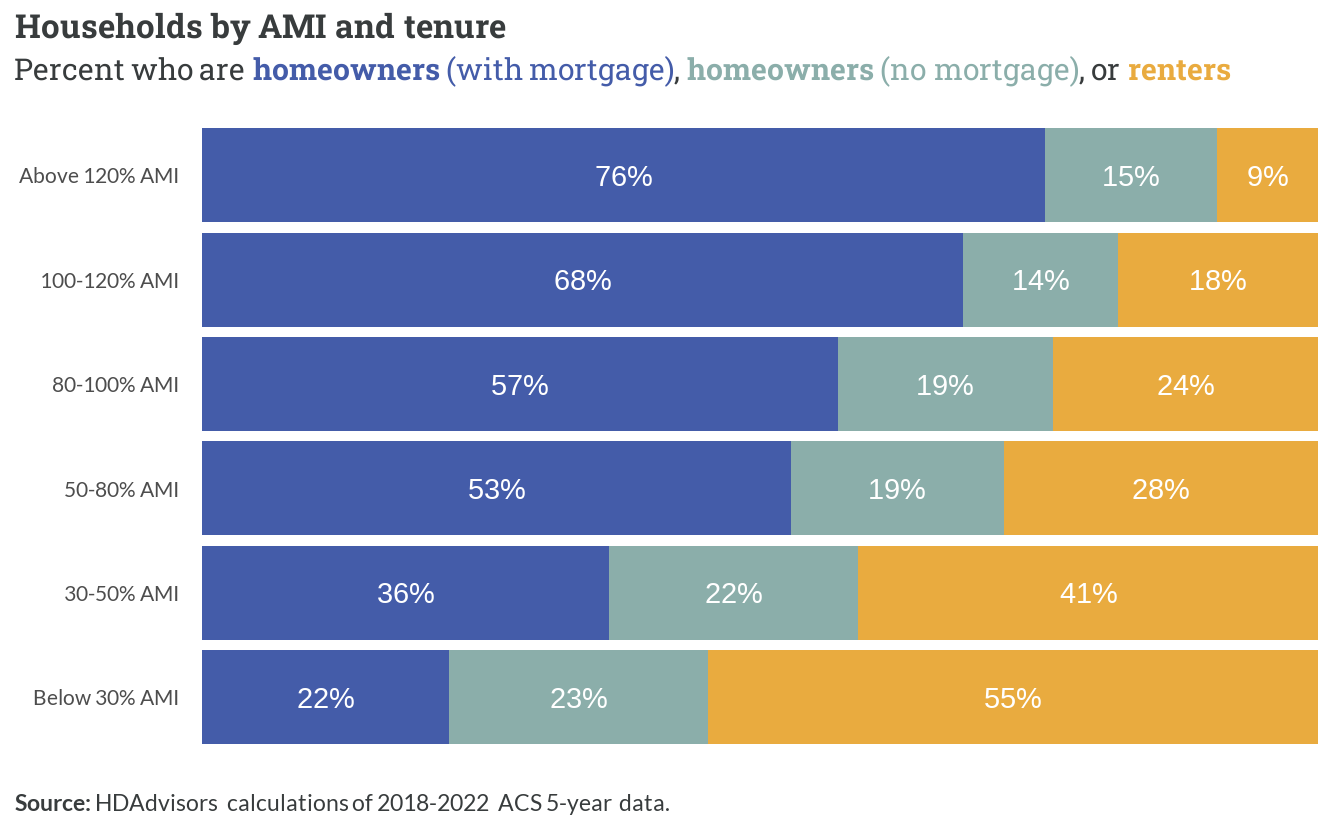 Households by AMI and tenure
Percent who are homeowners (with mortgage), homeowners (no mortgage), or renters
Above 120% AMI 76% 15% 9%
100-120% AMI 68% 14% 18%
80-100% AMI 57% 19% 24%
50-80% AMI 53% 19% 28%
30-50% AMI 36% 22% 41%
Below 30% AMI 22% 23% 55%
Source: HDAdvisors calculations of 2018-2022 ACS 5-year data.